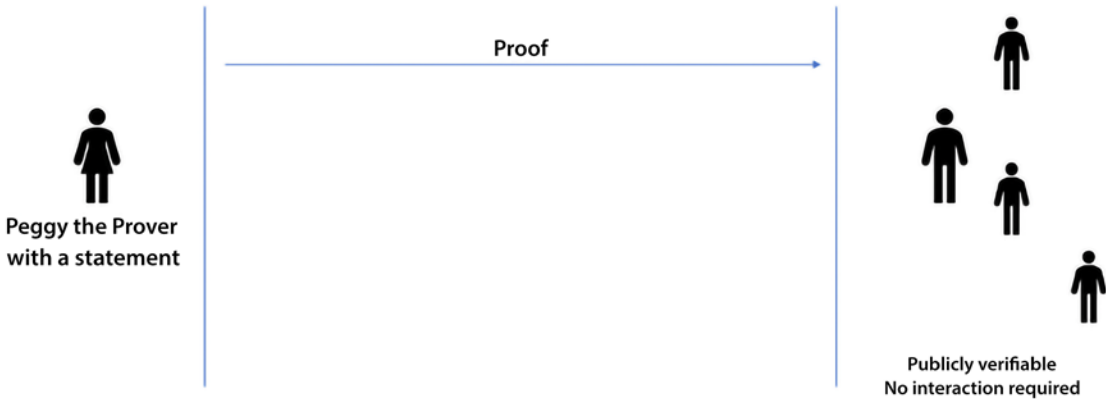 Proof
Peggy the Prover
with a statement
Publicly verifiable
No interaction required